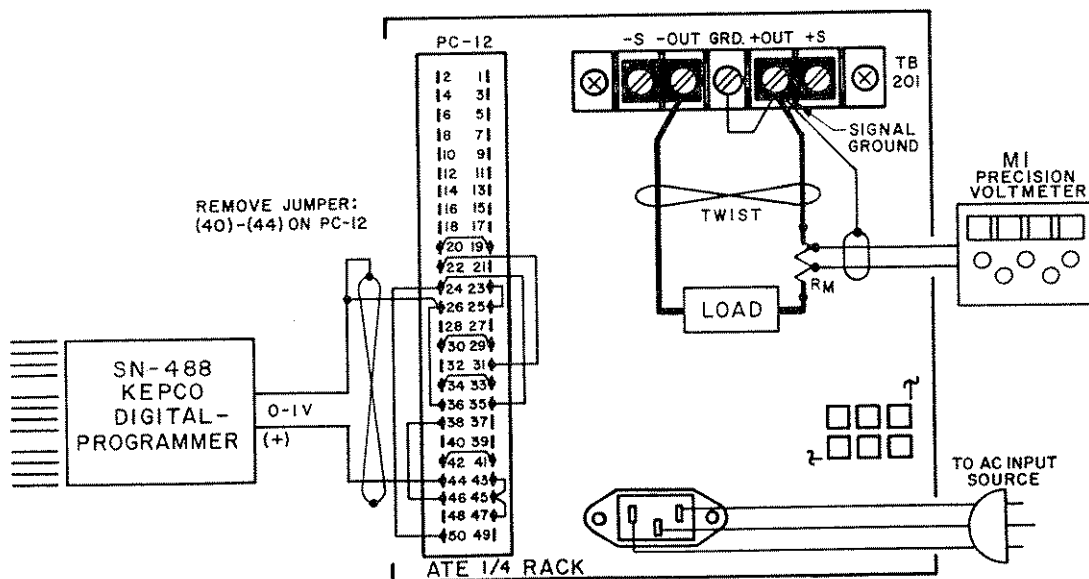 PC-12
2 1
4 3
6 5
8 7
10 9
12 11
14 13
16 15
18 17
20 19
22 21
24 23
26 25
28 27
30 29
32 31
34 33
36 35
38 37
40 39
42 41
44 43
46 45
48 47
50 49
REMOVE JUMPER:
(40)-(44) ON PC-12
SN-488
KEPCO
DIGITAL-
PROGRAMMER
0-1V
(+)
-S -OUT GRD. +OUT +S
TB
201
SIGNAL
GROUND
TWIST
RM
LOAD
M1
PRECISION
VOLTMETER
TO AC INPUT
SOURCE
ATE 1/4 RACK